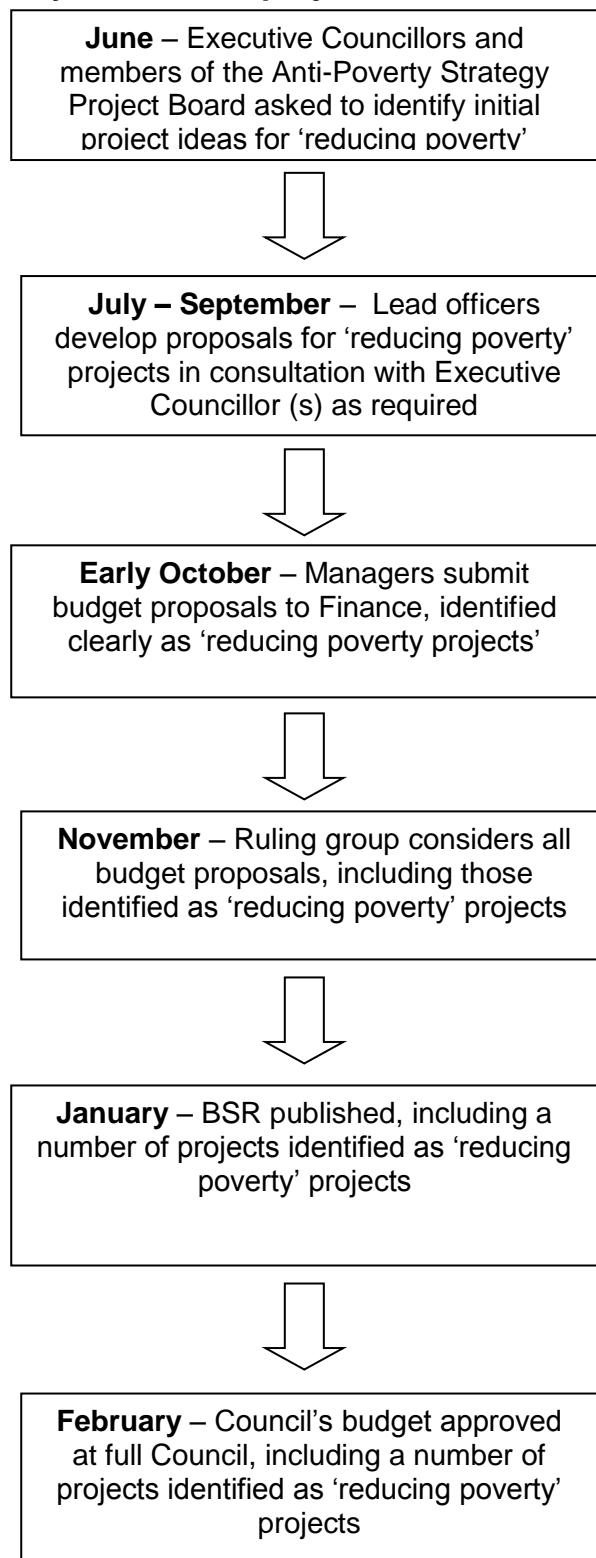 June – Executive Councillors and
members of the Anti-Poverty Strategy
Project Board asked to identify initial
project ideas for ‘reducing poverty’
July – September – Lead officers
develop proposals for ‘reducing poverty’
projects in consultation with Executive
Councillor (s) as required
Early October – Managers submit
budget proposals to Finance, identified
clearly as ‘reducing poverty projects’
November – Ruling group considers all
budget proposals, including those
identified as ‘reducing poverty’ projects
January – BSR published, including a
number of projects identified as ‘reducing
poverty’ projects
February – Council’s budget approved
at full Council, including a number of
projects identified as ‘reducing poverty’
projects